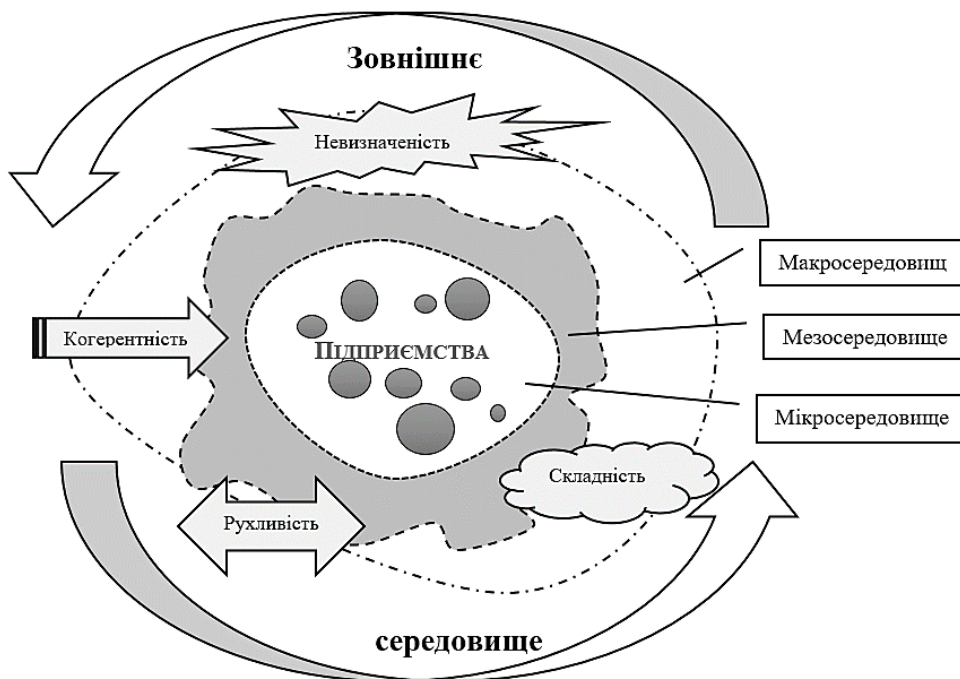 Зовнішнє
Невизначеність
Макросередовищ
Когерентність
ПІДПРИЄМСТВА
Мезосередовище
Мікросередовище
Складність
Рухливість
середовище